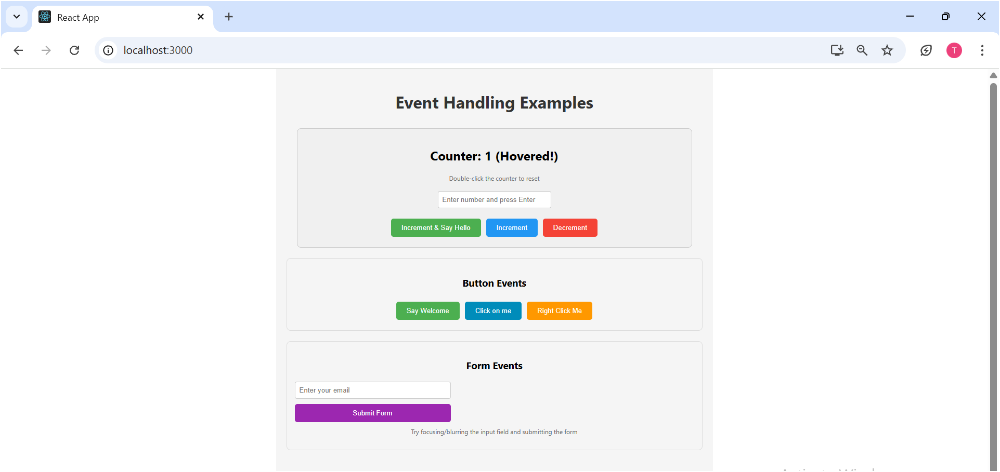 React App
localhost:3000
T
Event Handling Examples
Counter: 1 (Hovered!)
Double-click the counter to reset
Enter number and press Enter
Increment & Say Hello Increment Decrement
Button Events
Say Welcome Click on me Right Click Me
Form Events
Enter your email
Submit Form
Try focusing/blurring the input field and submitting the form